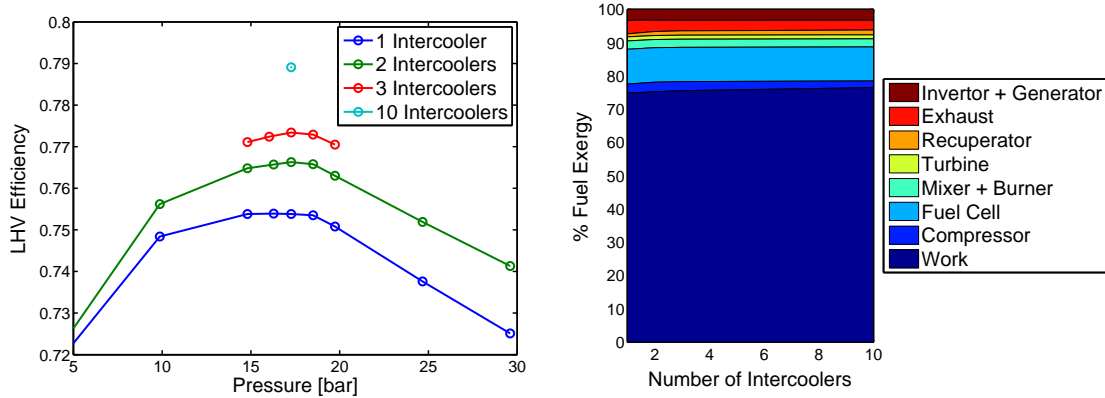 0.8
0.79
0.78
0.77
0.76
0.75
0.74
0.73
0.72
LHV Efficiency
5
10
15
20
25
30
Pressure [bar]
1 Intercooler
2 Intercoolers
3 Intercoolers
10 Intercoolers
100
90
80
70
60
50
40
30
20
10
0
% Fuel Exergy
2
4
6
8
10
Number of Intercoolers
Invertor + Generator
Exhaust
Recuperator
Turbine
Mixer + Burner
Fuel Cell
Compressor
Work